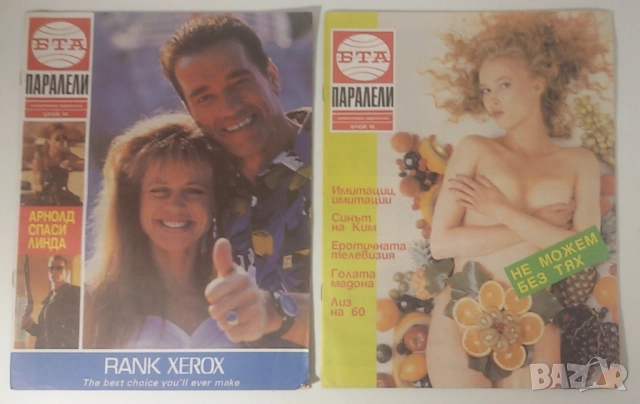 БТА
ПАРАЛЕЛИ
АРНОЛД
СПАСИ
ЛИНДА
RANK XEROX
The best choice you'll ever make
БТА
ПАРАЛЕЛИ
Имитации,
имитации
Синът
на Ким
Еротичната
телевизия
Голата
мадона
Лиз
на 60
НЕ МОЖЕМ
БЕЗ ТЯХ
BAZAR